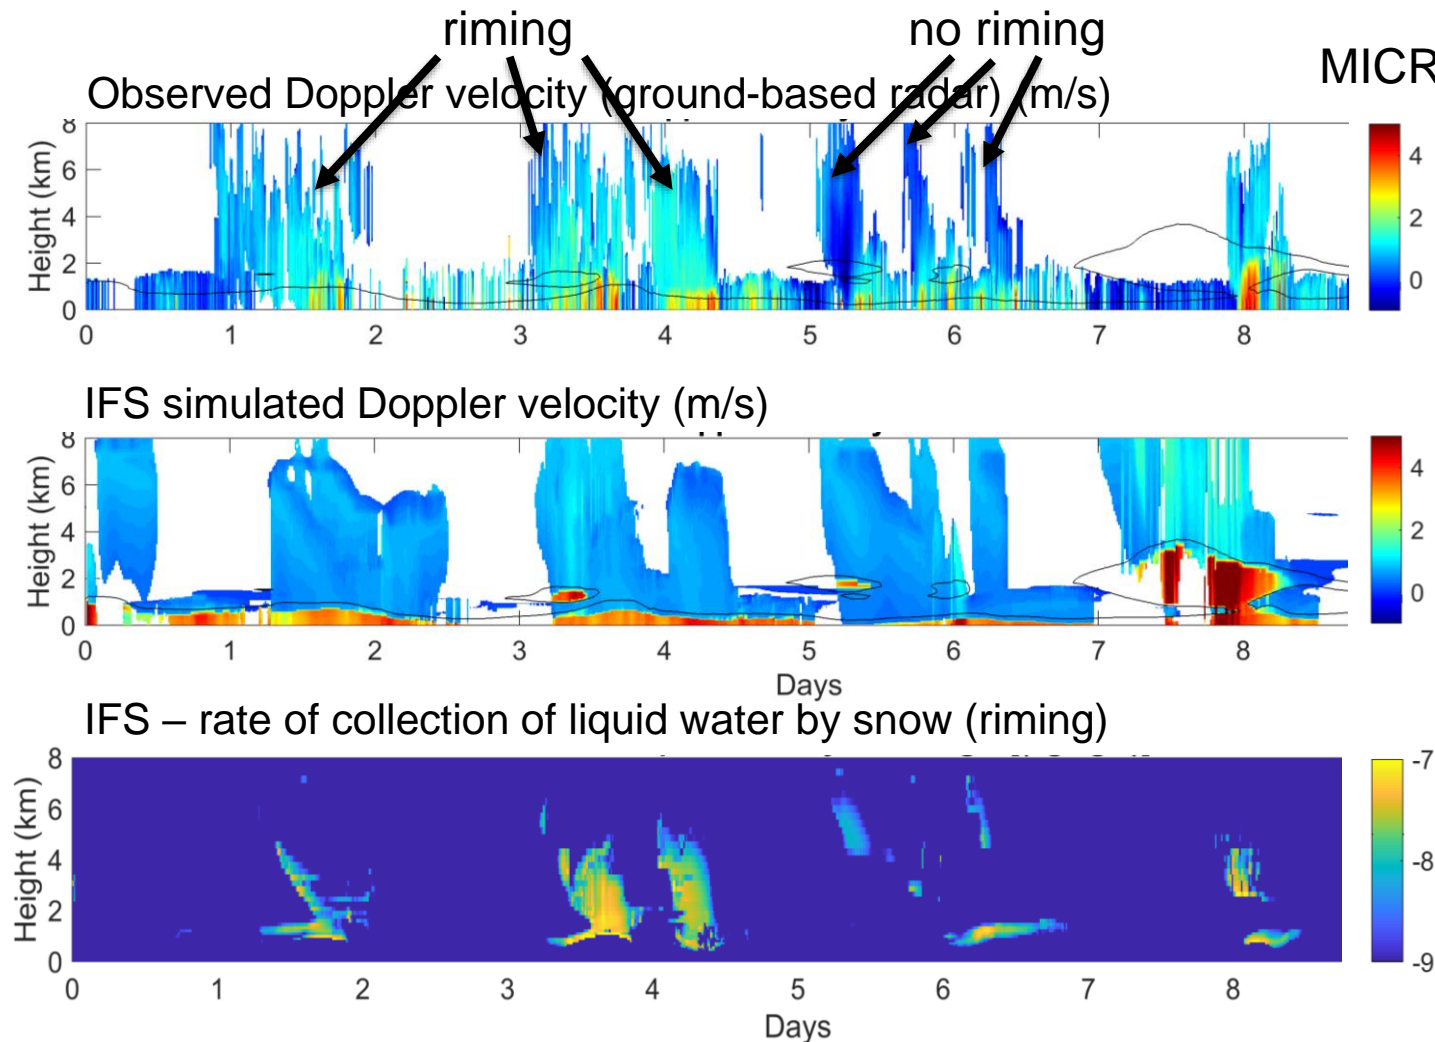 riming no riming
MICR
Observed Doppler velocity (ground-based radar) (m/s)
Height (km)
8
6
4
2
0
0 1 2 3 4 5 6 7 8
4
2
0
IFS simulated Doppler velocity (m/s)
Height (km)
8
6
4
2
0
0 1 2 3 4 5 6 7 8
Days
4
2
0
IFS – rate of collection of liquid water by snow (riming)
Height (km)
8
6
4
2
0
0 1 2 3 4 5 6 7 8
Days
-7
-8
-9